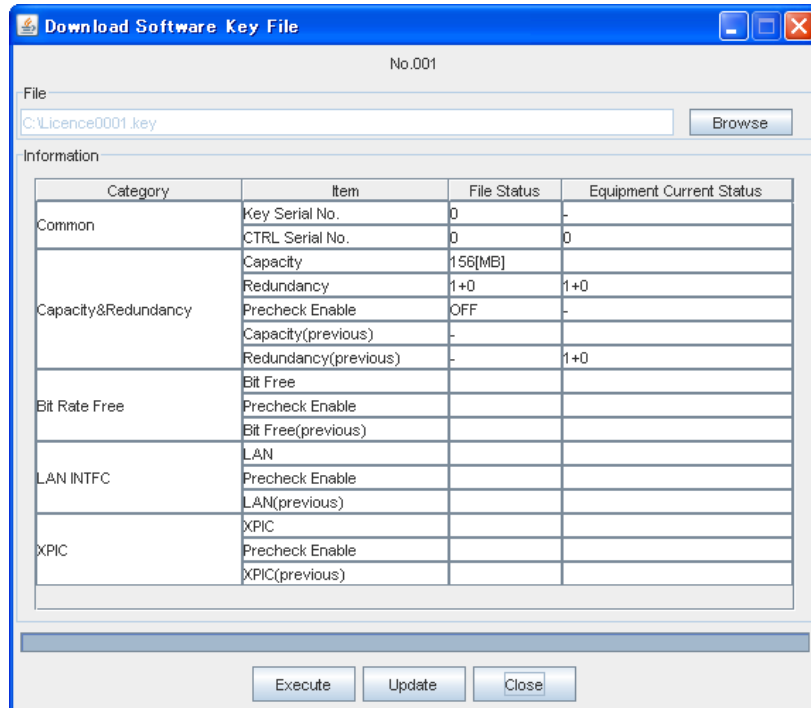 Download Software Key File
No.001
File
C:\Licence0001.key
Browse
Information
Category Item File Status Equipment Current Status
Common Key Serial No. 0 -
CTRL Serial No. 0 0
Capacity&Redundancy Capacity 156[MB]
Redundancy 1+0 1+0
Precheck Enable OFF -
Capacity(previous) -
Redundancy(previous) - 1+0
Bit Rate Free Bit Free
Precheck Enable
Bit Free(previous)
LAN INTFC LAN
Precheck Enable
LAN(previous)
XPIC XPIC
Precheck Enable
XPIC(previous)
Execute Update Close